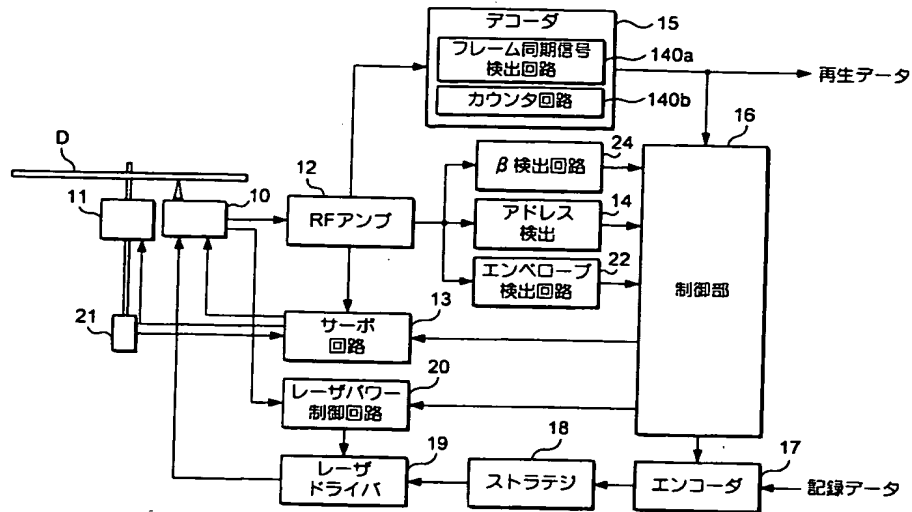 デコーダ
15
フレーム同期信号
検出回路
140a
再生データ
カウンタ回路
140b
16
D
12
β 検出回路
24
11
10
RFアンプ
アドレス
検出
14
エンベロープ
検出回路
22
制御部
21
サーボ
回路
13
レーザパワー
制御回路
20
レーザ
ドライバ
19
ストラテジ
18
エンコーダ
17
記録データ